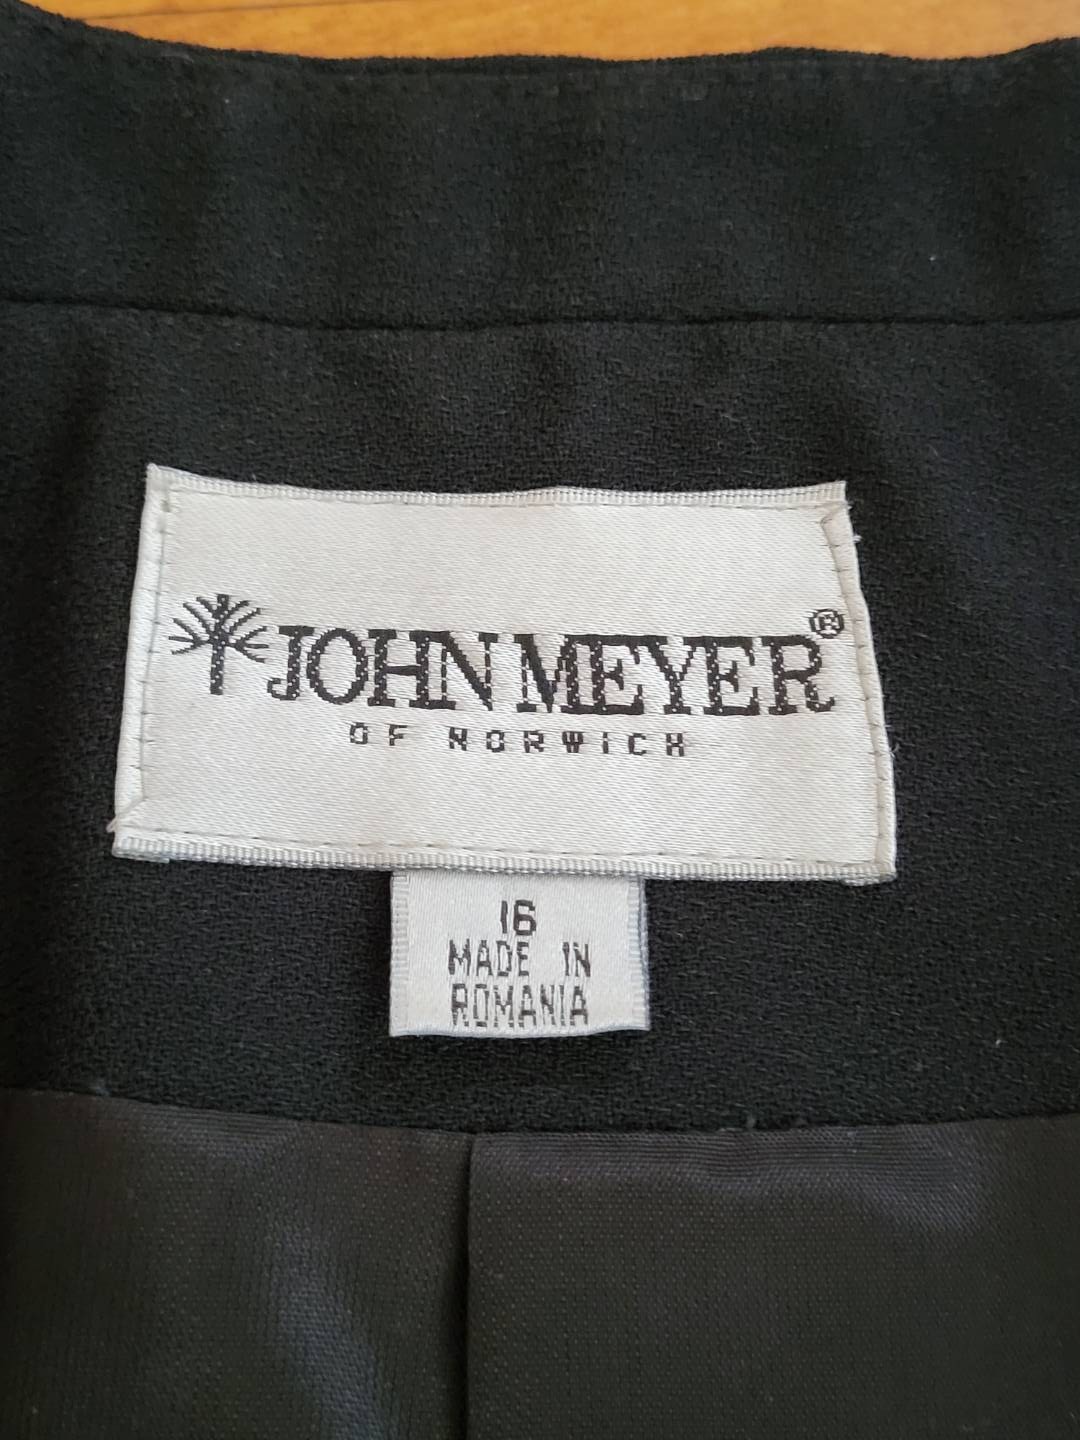 JOHN MEYER®
OF NORWICH
16
MADE IN
ROMANIA